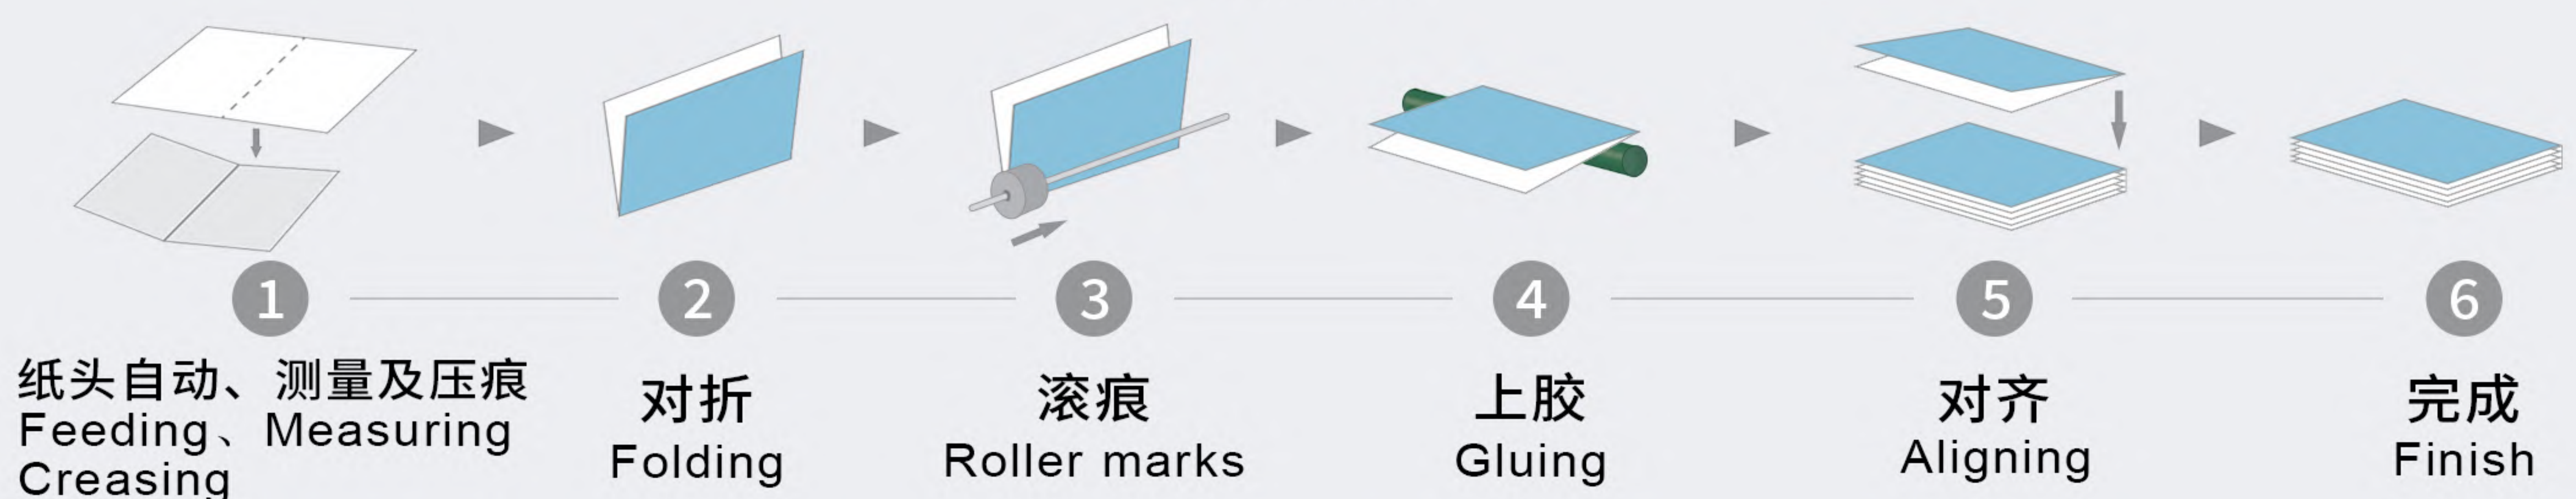 1
2
3
4
5
6
纸头自动、测量及压痕
Feeding、Measuring
Creasing
对折
Folding
滚痕
Roller marks
上胶
Gluing
对齐
Aligning
完成
Finish